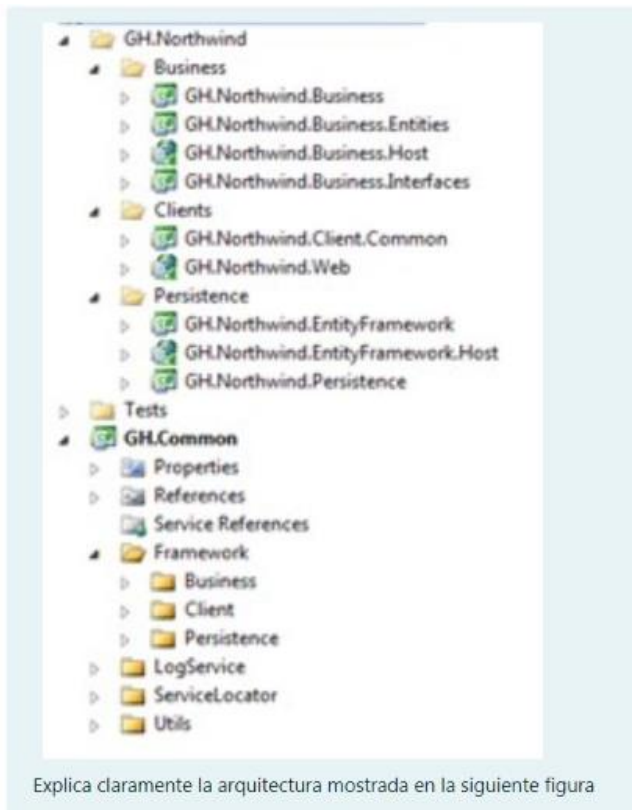 GH.Northwind
Business
GH.Northwind.Business
GH.Northwind.Business.Entities
GH.Northwind.Business.Host
GH.Northwind.Business.Interfaces
Clients
GH.Northwind.Client.Common
GH.Northwind.Web
Persistence
GH.Northwind.EntityFramework
GH.Northwind.EntityFramework.Host
GH.Northwind.Persistence
Tests
GH.Common
Properties
References
Service References
Framework
Business
Client
Persistence
LogService
ServiceLocator
Utils
Explica claramente la arquitectura mostrada en la siguiente figura